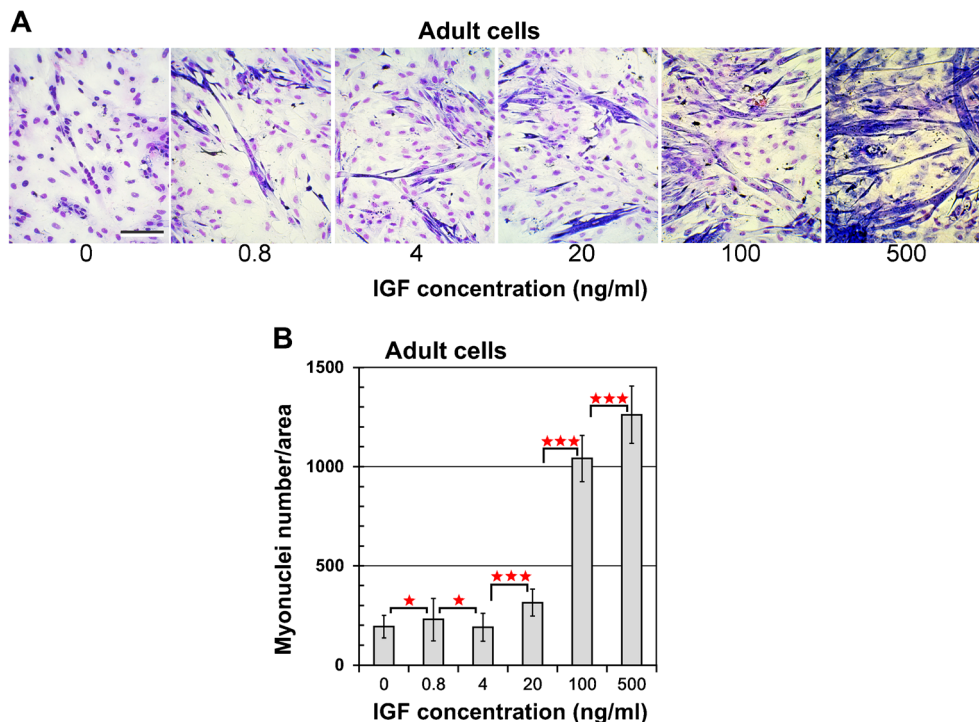 A
Adult cells
0 0.8 4 20 100 500
IGF concentration (ng/ml)
B
Adult cells
Myonuclei number/area
1500
1000
500
0
0 0.8 4 20 100 500
IGF concentration (ng/ml)